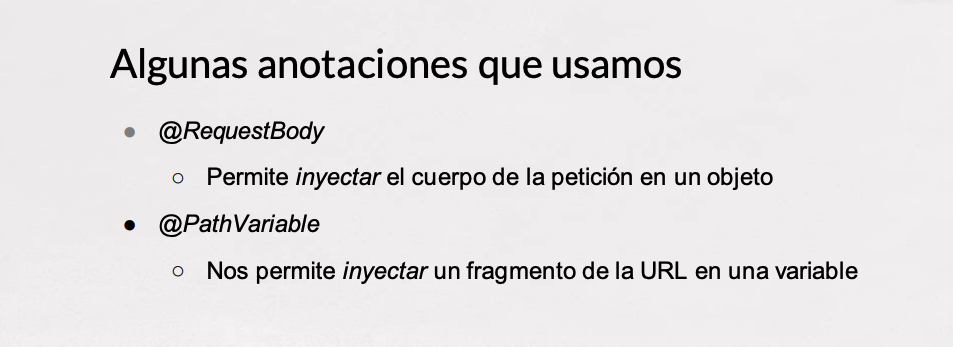 Algunas anotaciones que usamos
● @RequestBody
○ Permite inyectar el cuerpo de la petición en un objeto
● @PathVariable
○ Nos permite inyectar un fragmento de la URL en una variable